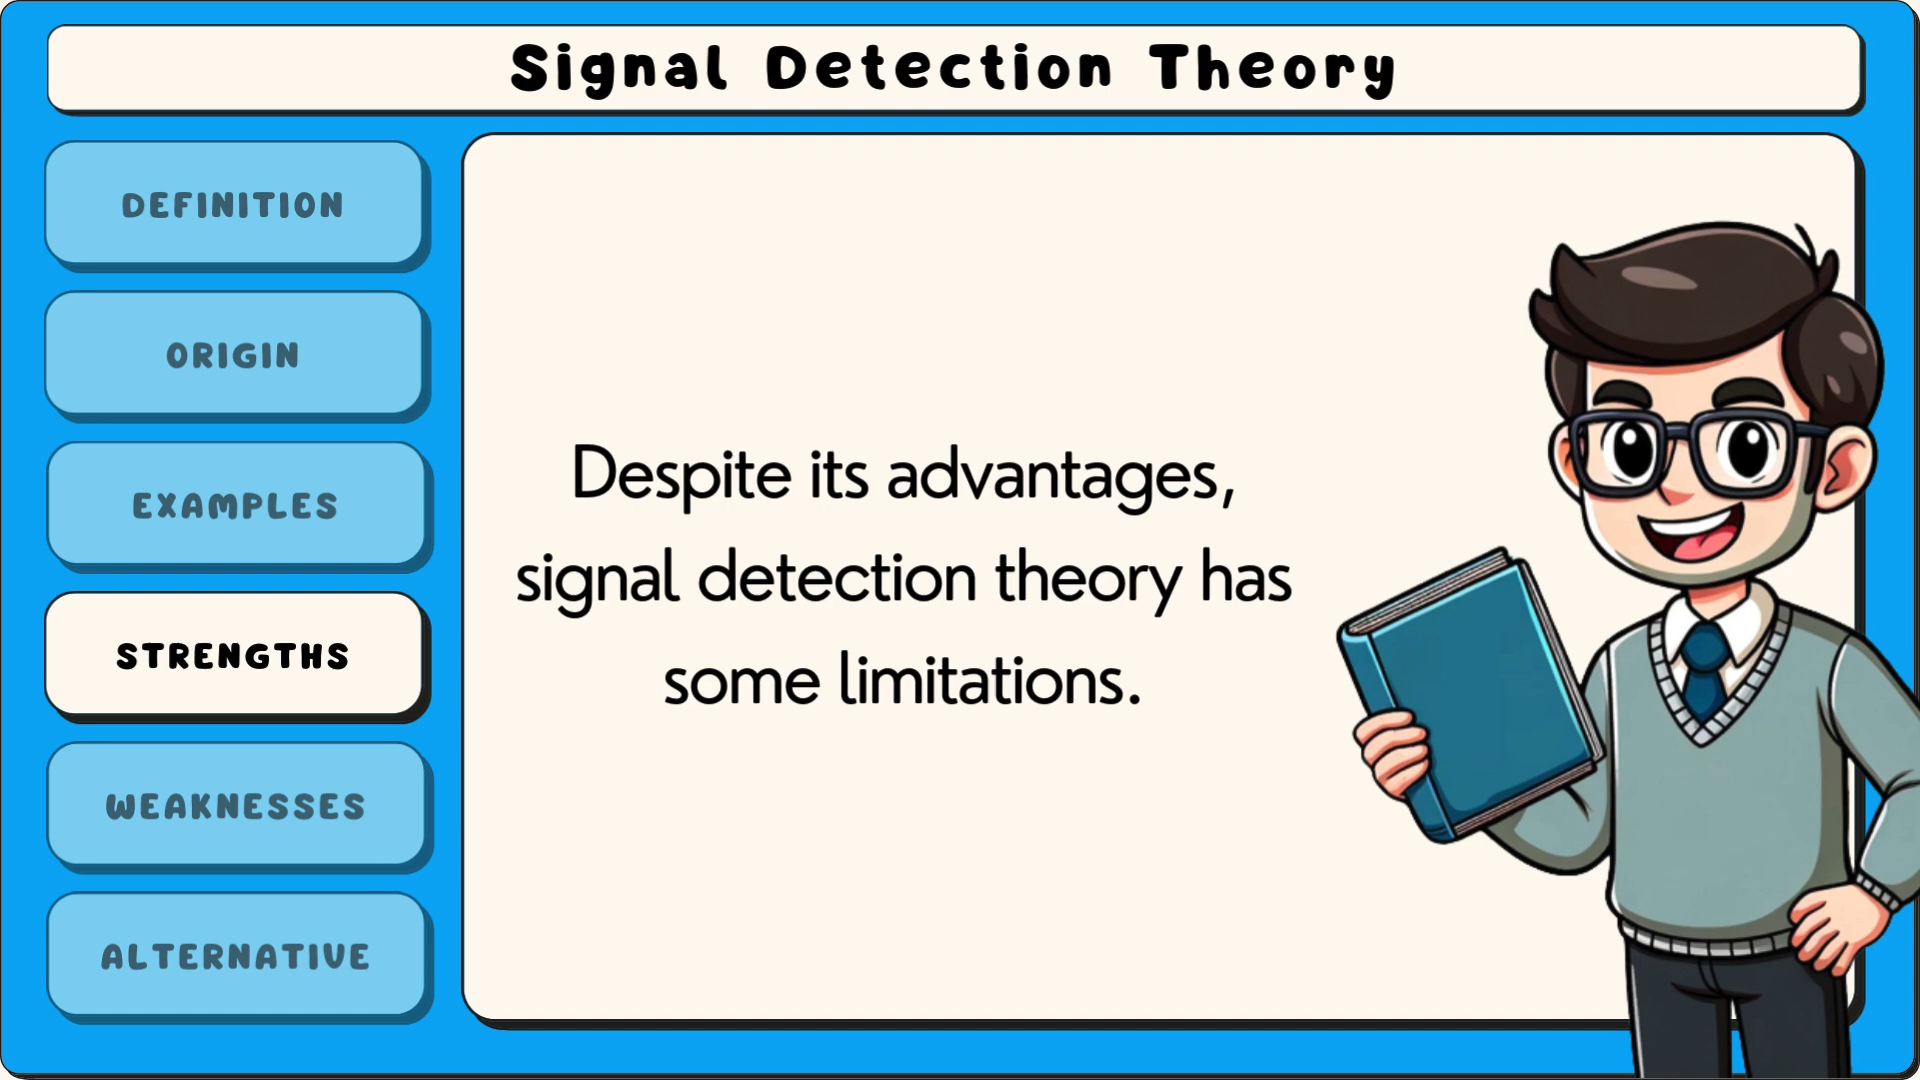 Signal Detection Theory
DEFINITION
ORIGIN
EXAMPLES
STRENGTHS
WEAKNESSES
ALTERNATIVE
Despite its advantages,
signal detection theory has
some limitations.